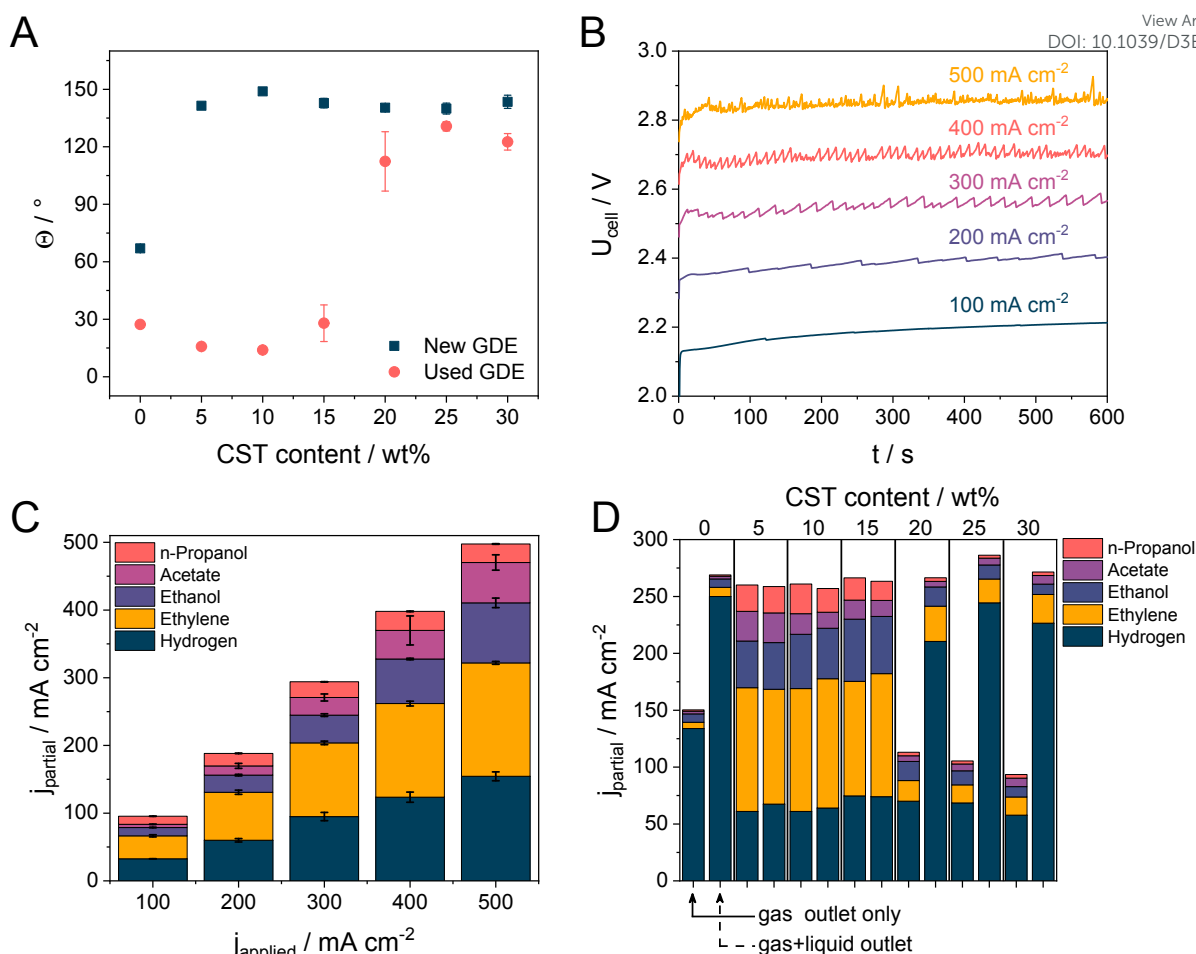 View Ar
DOI: 10.1039/D3E
A
150
120
90
60
30
0
Θ / °
New GDE
Used GDE
0 5 10 15 20 25 30
CST content / wt%
B
3.0
2.8
2.6
2.4
2.2
2.0
U_cell / V
500 mA cm⁻²
400 mA cm⁻²
300 mA cm⁻²
200 mA cm⁻²
100 mA cm⁻²
0 100 200 300 400 500 600
t / s
C
500
400
300
200
100
0
j_partial / mA cm⁻²
n-Propanol
Acetate
Ethanol
Ethylene
Hydrogen
100 200 300 400 500
j_applied / mA cm⁻²
D
CST content / wt%
0 5 10 15 20 25 30
300
250
200
150
100
50
0
j_partial / mA cm⁻²
n-Propanol
Acetate
Ethanol
Ethylene
Hydrogen
gas outlet only
gas+liquid outlet